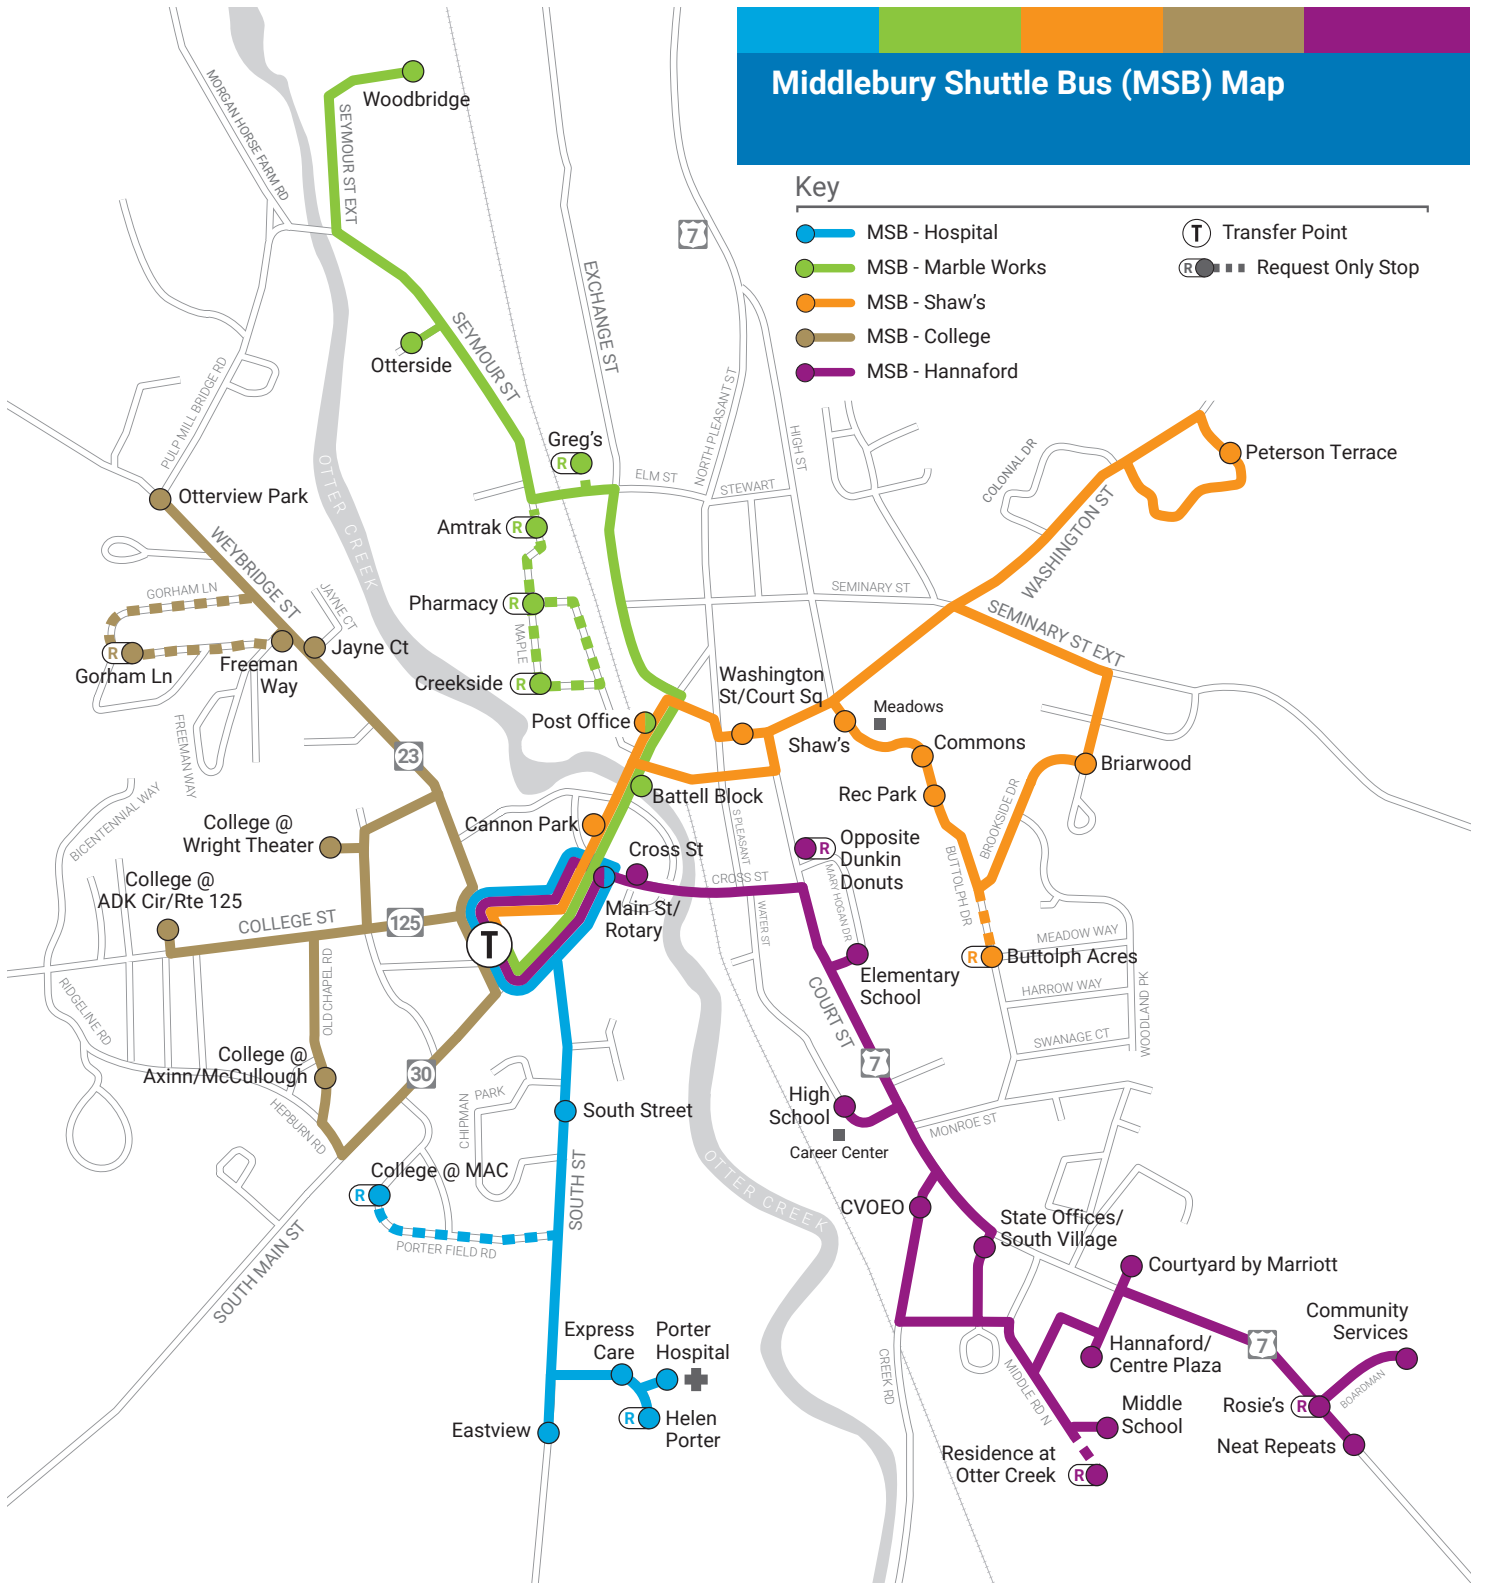 Middlebury Shuttle Bus (MSB) Map
Key
MSB - Hospital
MSB - Marble Works
MSB - Shaw's
MSB - College
MSB - Hannaford
T
Transfer Point
R
Request Only Stop
Woodbridge
MORGAN HORSE FARM RD
SEYMOUR ST EXT
7
EXCHANGE ST
SEYMOUR ST
Otterside
PULP MILL BRIDGE RD
NORTH PLEASANT ST
HIGH ST
Greg's
R
ELM ST
STEWART
COLONIAL DR
Peterson Terrace
WASHINGTON ST
Otterview Park
OTTER CREEK
Amtrak
R
WEYBRIDGE ST
GORHAM LN
JAYNE CT
Pharmacy
R
MAPLE
SEMINARY ST
SEMINARY ST EXT
R
Gorham Ln
Freeman
Way
Jayne Ct
Creekside
R
Washington
St/Court Sq
FREEMAN WAY
Post Office
Shaw's
Meadows
Commons
23
Briarwood
Battell Block
Rec Park
BROOKSIDE DR
BICENTENNIAL WAY
College @
Wright Theater
Cannon Park
S PLEASANT
Cross St
R
Opposite
Dunkin
Donuts
BUTTOLPH DR
College @
ADK Cir/Rte 125
CROSS ST
MARY HOGAN DR
COLLEGE ST
125
Main St/
Rotary
WATER ST
T
MEADOW WAY
R
Buttolph Acres
Elementary
School
HARROW WAY
WOODLAND PK
RIDGELINE RD
OLD CHAPEL RD
COURT ST
SWANAGE CT
College @
Axinn/McCullough
30
7
HEPBURN RD
CHIPMAN
PARK
South Street
High
School
MONROE ST
Career Center
College @ MAC
R
SOUTH ST
OTTER CREEK
CVOEO
State Offices/
South Village
PORTER FIELD RD
SOUTH MAIN ST
Courtyard by Marriott
Express
Care
Porter
Hospital
Community
Services
7
Hannaford/
Centre Plaza
CREEK RD
MIDDLE RD N
BOARDMAN
Rosie's
R
Middle
School
Eastview
R
Helen
Porter
Neat Repeats
Residence at
Otter Creek
R